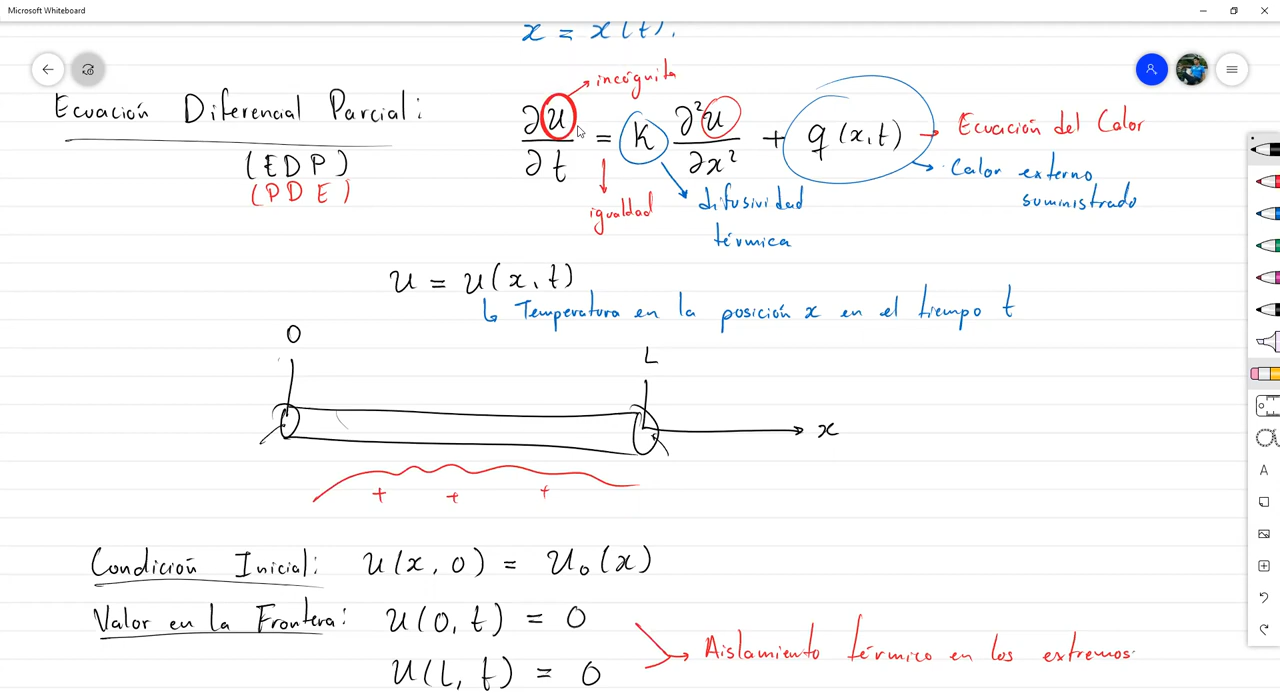 Microsoft Whiteboard
x = x(t).
incógnita
Ecuación Diferencial Parcial:
(EDP)
(PDE)
∂u/∂t = K ∂²u/∂x² + q(x,t)
Ecuación del Calor
Calor externo
suministrado
igualdad
difusividad
térmica
u = u(x,t)
Temperatura en la posición x en el tiempo t
0
L
x
+ + +
Condición Inicial: u(x,0) = u₀(x)
Valor en la Frontera: u(0,t) = 0
u(L,t) = 0
Aislamiento térmico en los extremos.
A